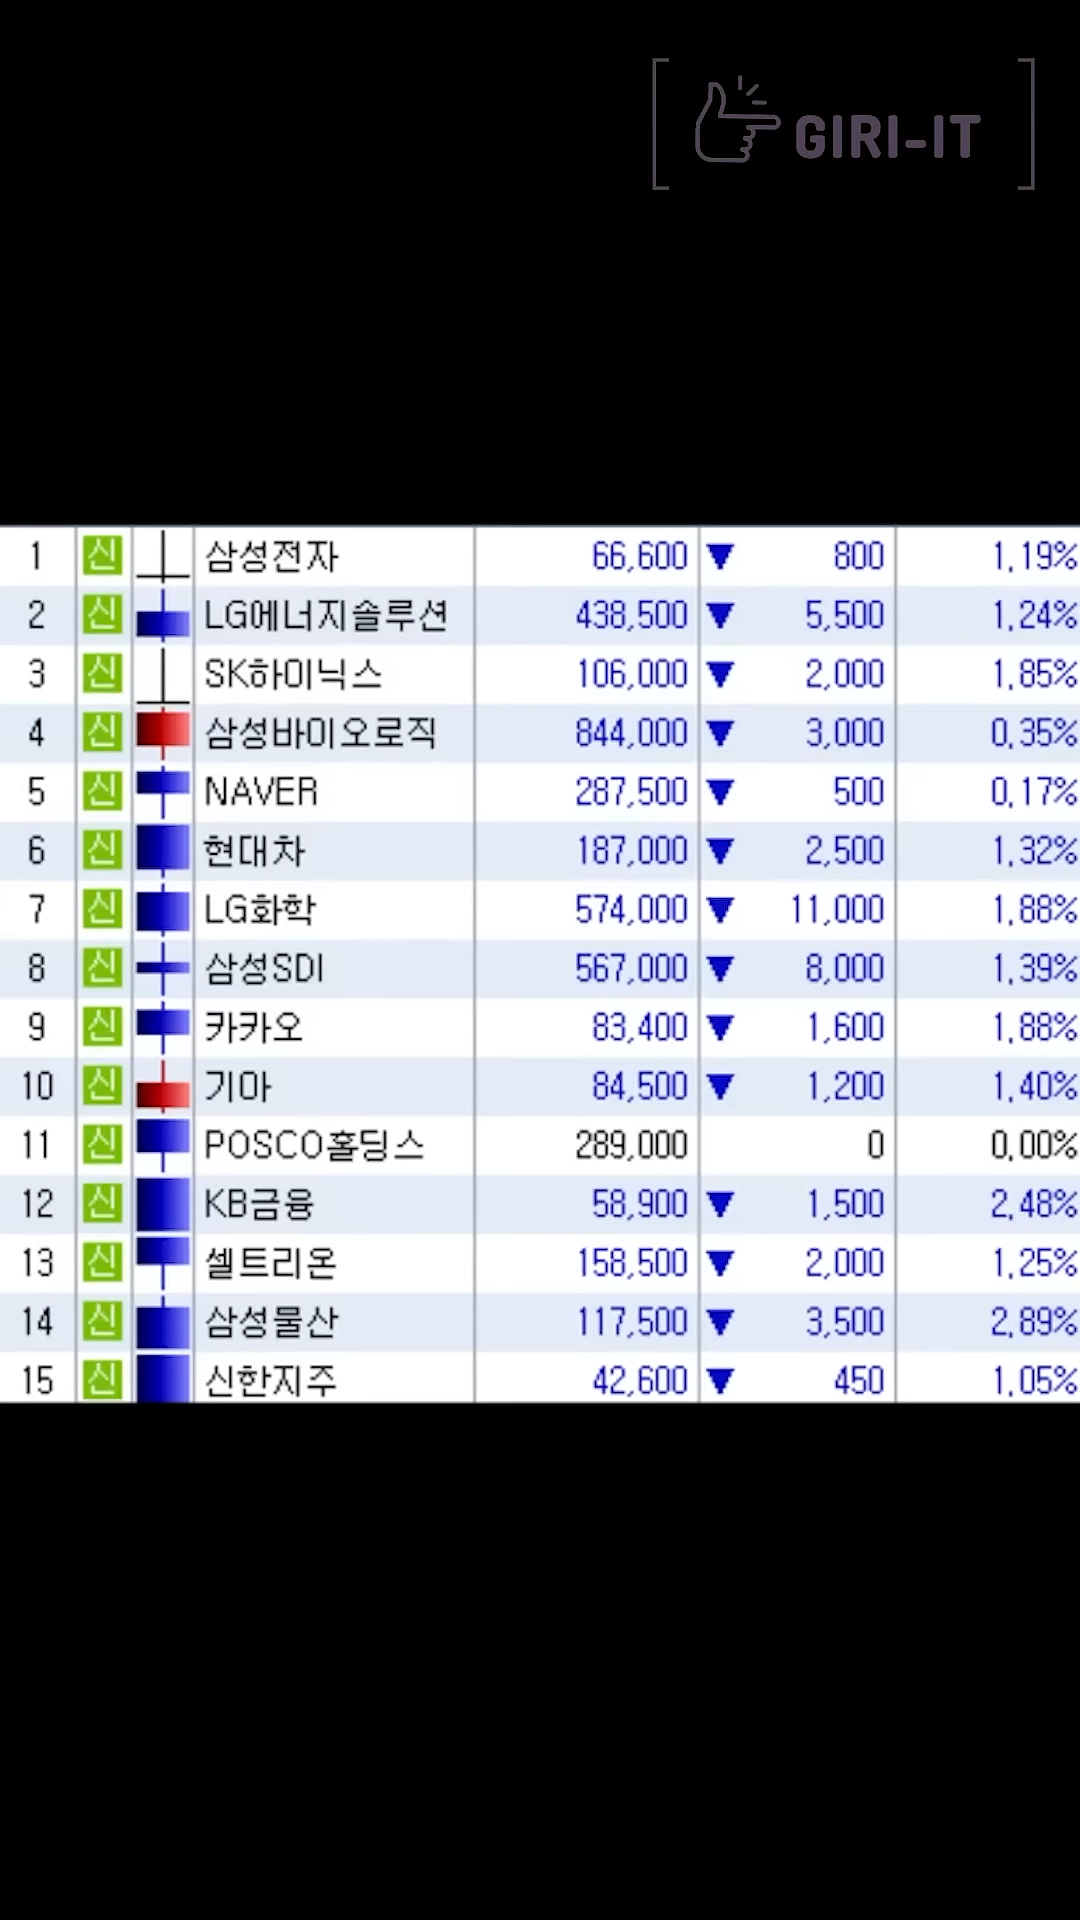 GIRI-IT
1 신 삼성전자 66,600 ▼ 800 1.19%
2 신 LG에너지솔루션 438,500 ▼ 5,500 1.24%
3 신 SK하이닉스 106,000 ▼ 2,000 1.85%
4 신 삼성바이오로직 844,000 ▼ 3,000 0.35%
5 신 NAVER 287,500 ▼ 500 0.17%
6 신 현대차 187,000 ▼ 2,500 1.32%
7 신 LG화학 574,000 ▼ 11,000 1.88%
8 신 삼성SDI 567,000 ▼ 8,000 1.39%
9 신 카카오 83,400 ▼ 1,600 1.88%
10 신 기아 84,500 ▼ 1,200 1.40%
11 신 POSCO홀딩스 289,000 0 0.00%
12 신 KB금융 58,900 ▼ 1,500 2.48%
13 신 셀트리온 158,500 ▼ 2,000 1.25%
14 신 삼성물산 117,500 ▼ 3,500 2.89%
15 신 신한지주 42,600 ▼ 450 1.05%